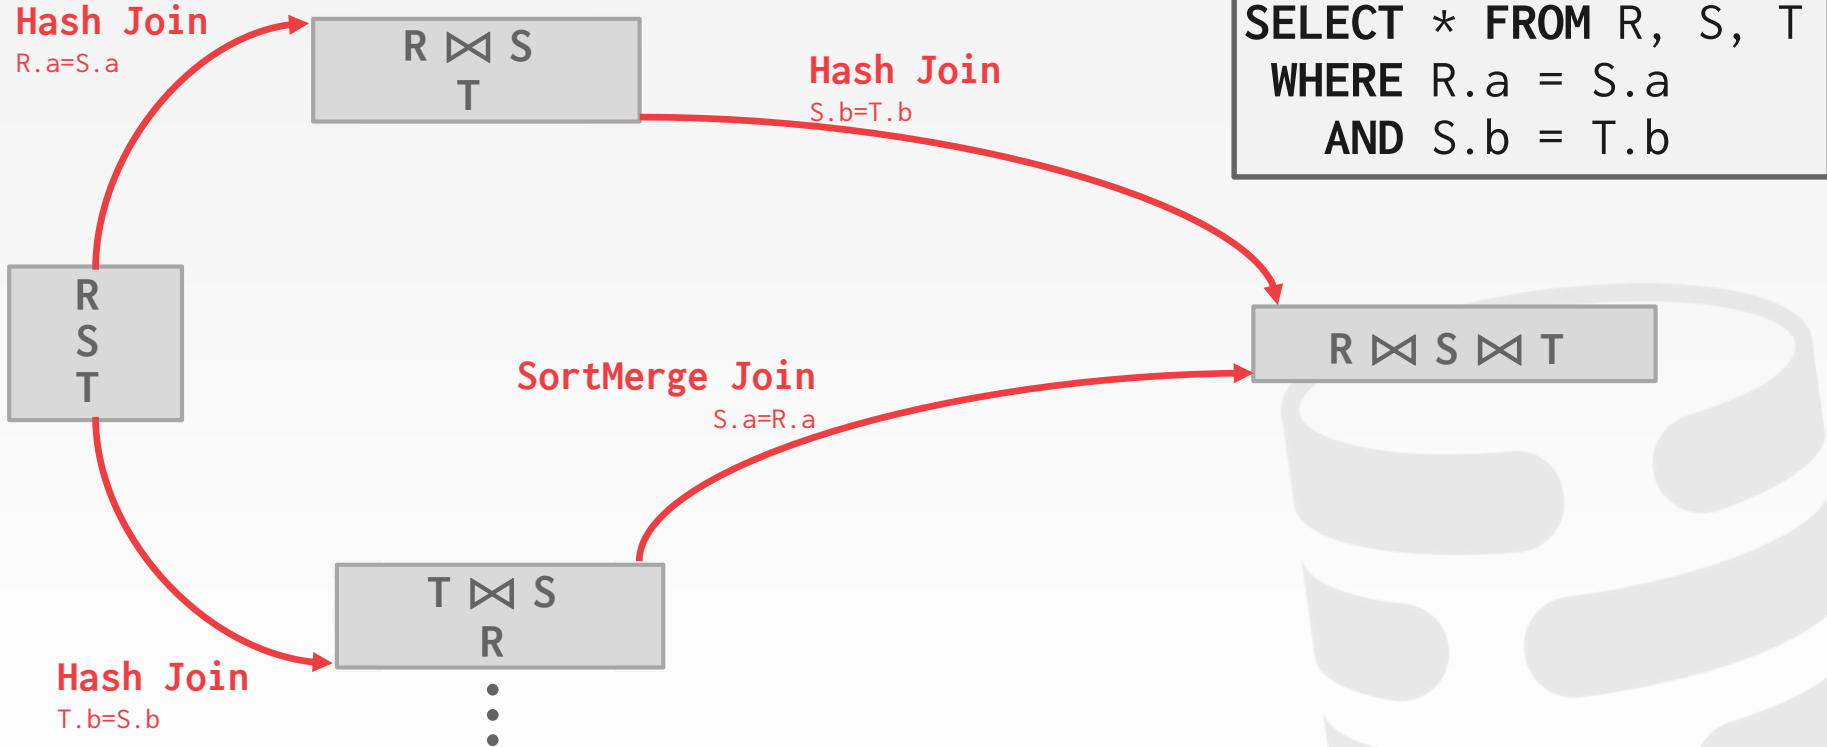 Hash Join
R.a=S.a
R ⋈ S
T
Hash Join
S.b=T.b
SELECT * FROM R, S, T
WHERE R.a = S.a
AND S.b = T.b
R
S
T
R ⋈ S ⋈ T
SortMerge Join
S.a=R.a
T ⋈ S
R
Hash Join
T.b=S.b